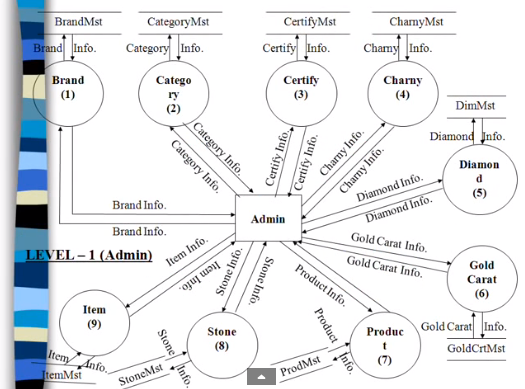 BrandMst
CategoryMst
CertifyMst
CharnyMst
Brand Info.
Category Info.
Certify Info.
Charny Info.
Brand
(1)
Catego
ry
(2)
Certify
(3)
Charny
(4)
DimMst
Diamond Info.
Category Info.
Category Info.
Certify Info.
Certify Info.
Charny Info.
Charny Info.
Diamon
d
(5)
Diamond Info.
Diamond Info.
Brand Info.
Brand Info.
Admin
Gold Carat Info.
Gold Carat Info.
LEVEL – 1 (Admin)
Item Info.
Item Info.
Stone Info.
Stone Info.
Product Info.
Gold
Carat
(6)
Item
(9)
Stone
(8)
Produc
t
(7)
Gold Carat Info.
GoldCrtMst
Item Info.
ItemMst
Stone Info.
StoneMst
Product Info.
ProdMst